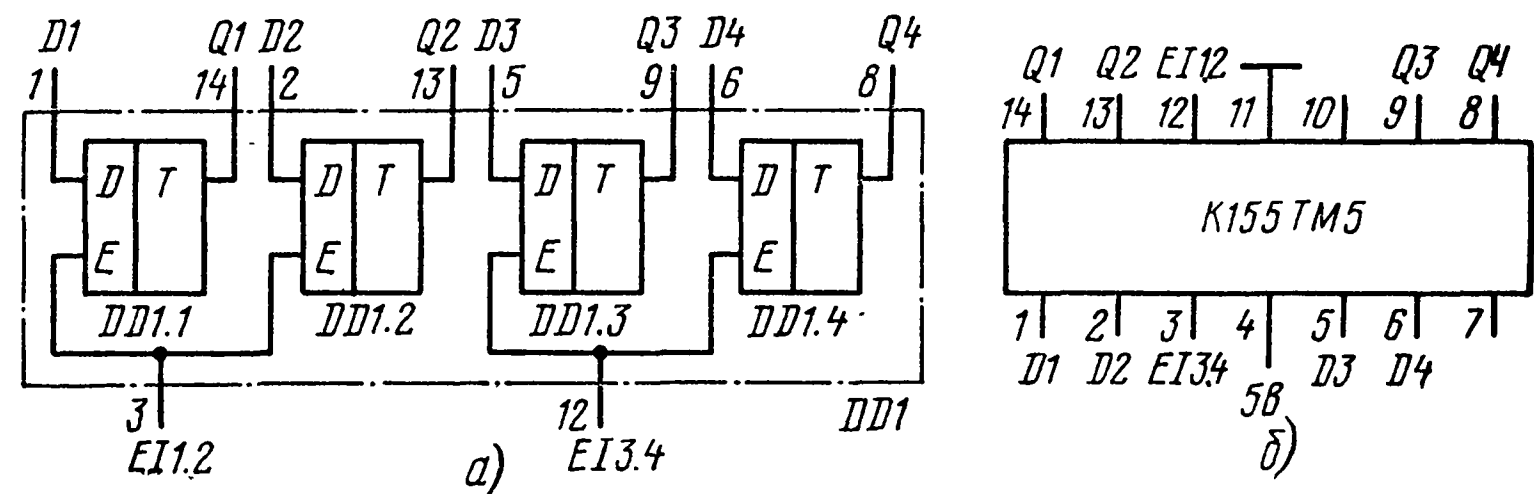 D1 Q1 D2 Q2 D3 Q3 D4 Q4
1 14 2 13 5 9 6 8
D T D T D T D T
E E E E
DD1.1 DD1.2 DD1.3 DD1.4
3 12 DD1
EI1.2 EI3.4
а)
Q1 Q2 EI1.2 Q3 Q4
14 13 12 11 10 9 8
К155ТМ5
1 2 3 4 5 6 7
D1 D2 EI3.4 D3 D4
5В
б)